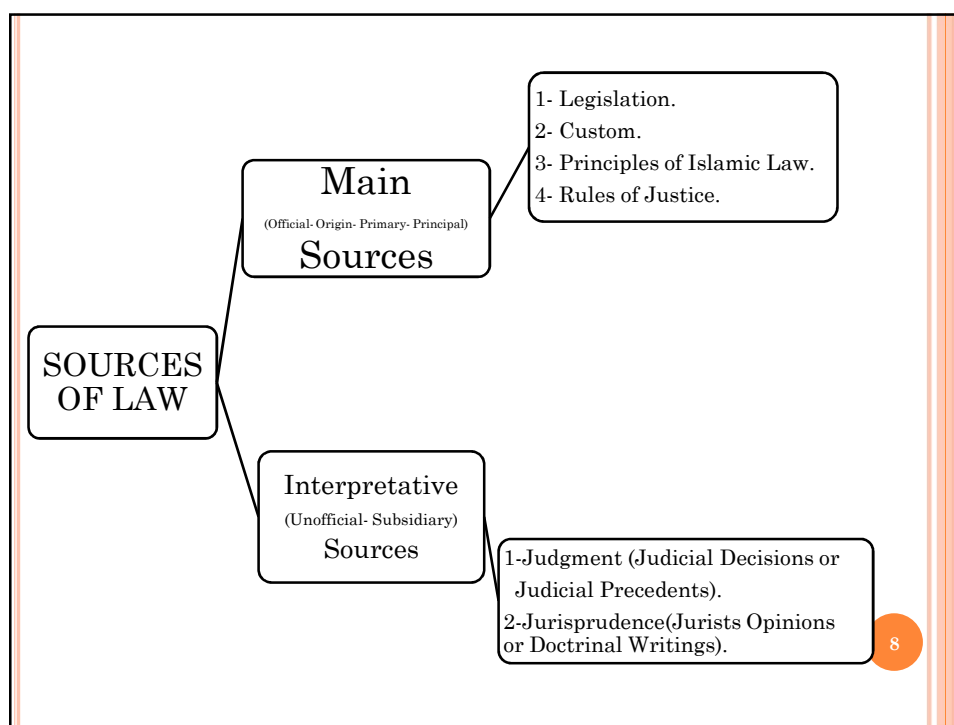 SOURCES
OF LAW
Main
(Official- Origin- Primary- Principal)
Sources
1- Legislation.
2- Custom.
3- Principles of Islamic Law.
4- Rules of Justice.
Interpretative
(Unofficial- Subsidiary)
Sources
1-Judgment (Judicial Decisions or
Judicial Precedents).
2-Jurisprudence(Jurists Opinions
or Doctrinal Writings).
8